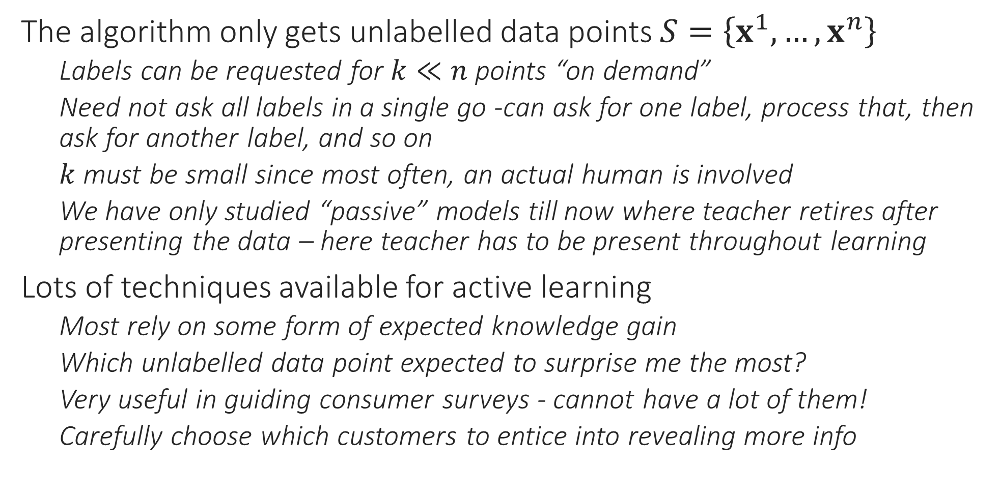 The algorithm only gets unlabelled data points 𝑆 = {𝐱¹, … , 𝐱ⁿ}
Labels can be requested for 𝑘 ≪ 𝑛 points “on demand”
Need not ask all labels in a single go -can ask for one label, process that, then
ask for another label, and so on
𝑘 must be small since most often, an actual human is involved
We have only studied “passive” models till now where teacher retires after
presenting the data – here teacher has to be present throughout learning
Lots of techniques available for active learning
Most rely on some form of expected knowledge gain
Which unlabelled data point expected to surprise me the most?
Very useful in guiding consumer surveys - cannot have a lot of them!
Carefully choose which customers to entice into revealing more info